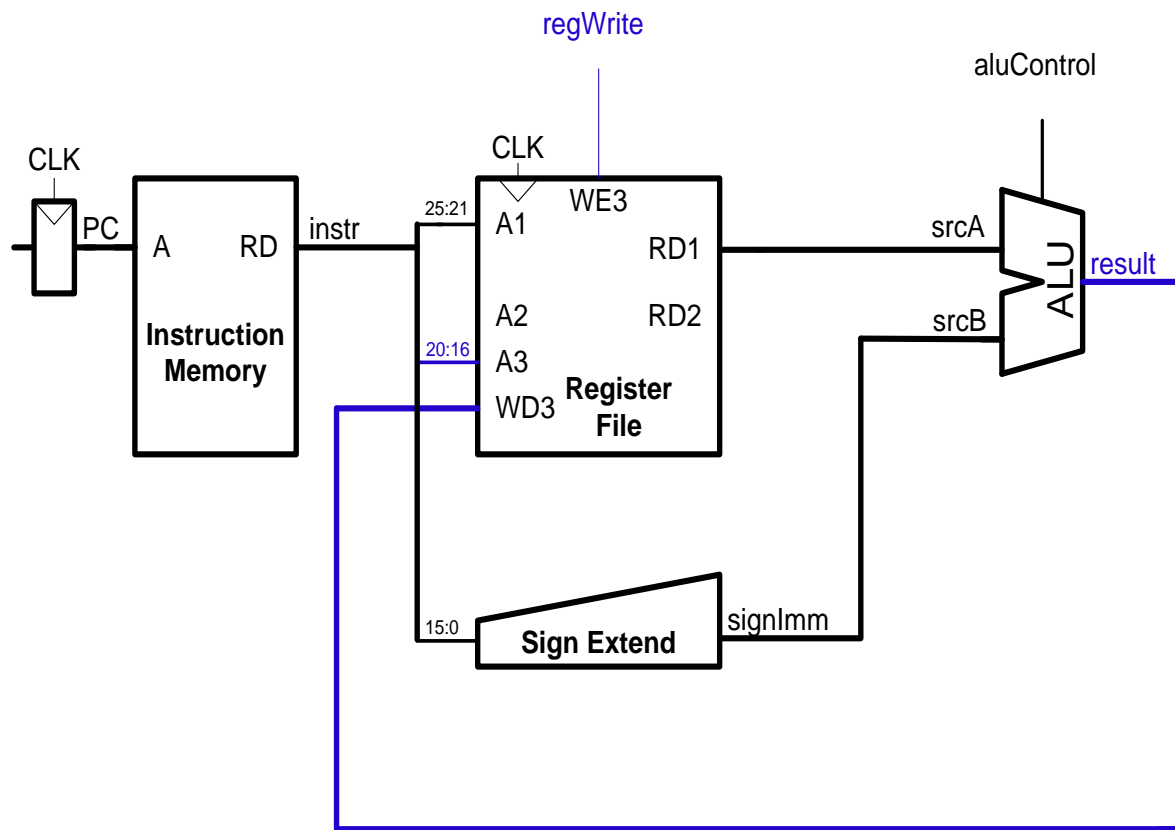 regWrite
aluControl
CLK
CLK
WE3
25:21
A1
PC
A
RD
instr
RD1
srcA
ALU
result
A2
RD2
srcB
Instruction
Memory
20:16
A3
WD3
Register
File
15:0
Sign Extend
signImm